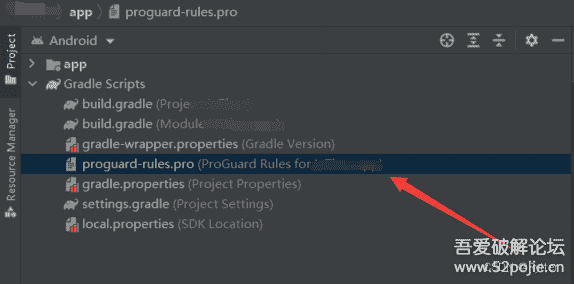 app › proguard-rules.pro
Project
Resource Manager
Android
app
Gradle Scripts
build.gradle (Proje
build.gradle (Module
gradle-wrapper.properties (Gradle Version)
proguard-rules.pro (ProGuard Rules for
gradle.properties (Project Properties)
settings.gradle (Project Settings)
local.properties (SDK Location)
吾爱破解论坛
www.52pojie.cn